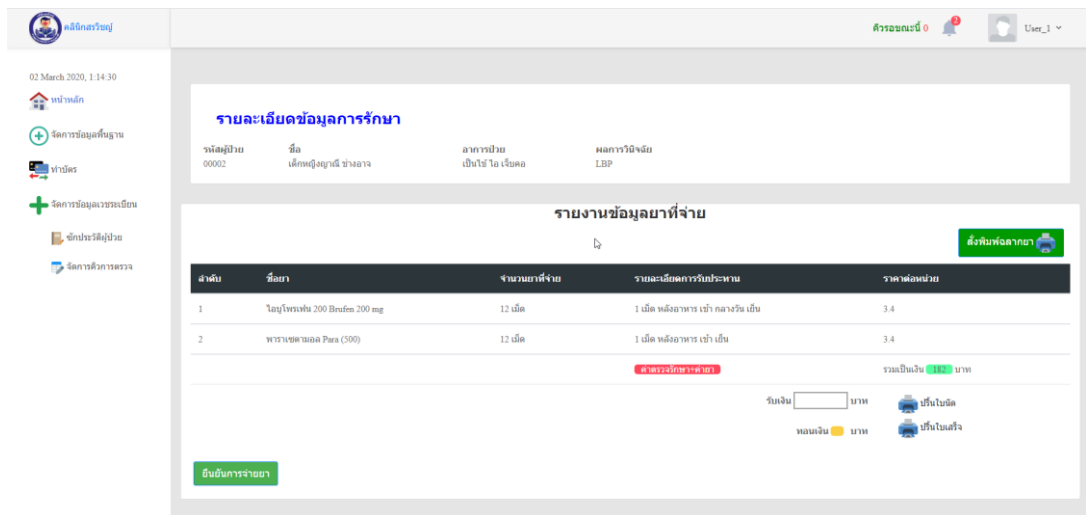 คลินิกสรวิชญ์
คิวรอขณะนี้ 0
2
User_1
02 March 2020, 1:14:30
หน้าหลัก
จัดการข้อมูลพื้นฐาน
ทำบัตร
จัดการข้อมูลเวชระเบียน
ซักประวัติผู้ป่วย
จัดการคิวการตรวจ
รายละเอียดข้อมูลการรักษา
รหัสผู้ป่วย ชื่อ อาการป่วย ผลการวินิจฉัย
00002 เด็กหญิงญาณี ช่างอาจ เป็นไข้ ไอ เจ็บคอ LBP
รายงานข้อมูลยาที่จ่าย
สั่งพิมพ์ฉลากยา
ลำดับ ชื่อยา จำนวนยาที่จ่าย รายละเอียดการรับประทาน ราคาต่อหน่วย
1 ไอบูโพรเฟน 200 Brufen 200 mg 12 เม็ด 1 เม็ด หลังอาหาร เช้า กลางวัน เย็น 3.4
2 พาราเซตามอล Para (500) 12 เม็ด 1 เม็ด หลังอาหาร เช้า เย็น 3.4
ค่าตรวจรักษา+ค่ายา รวมเป็นเงิน 182 บาท
รับเงิน บาท ปริ้นใบนัด
ทอนเงิน บาท ปริ้นใบเสร็จ
ยืนยันการจ่ายยา